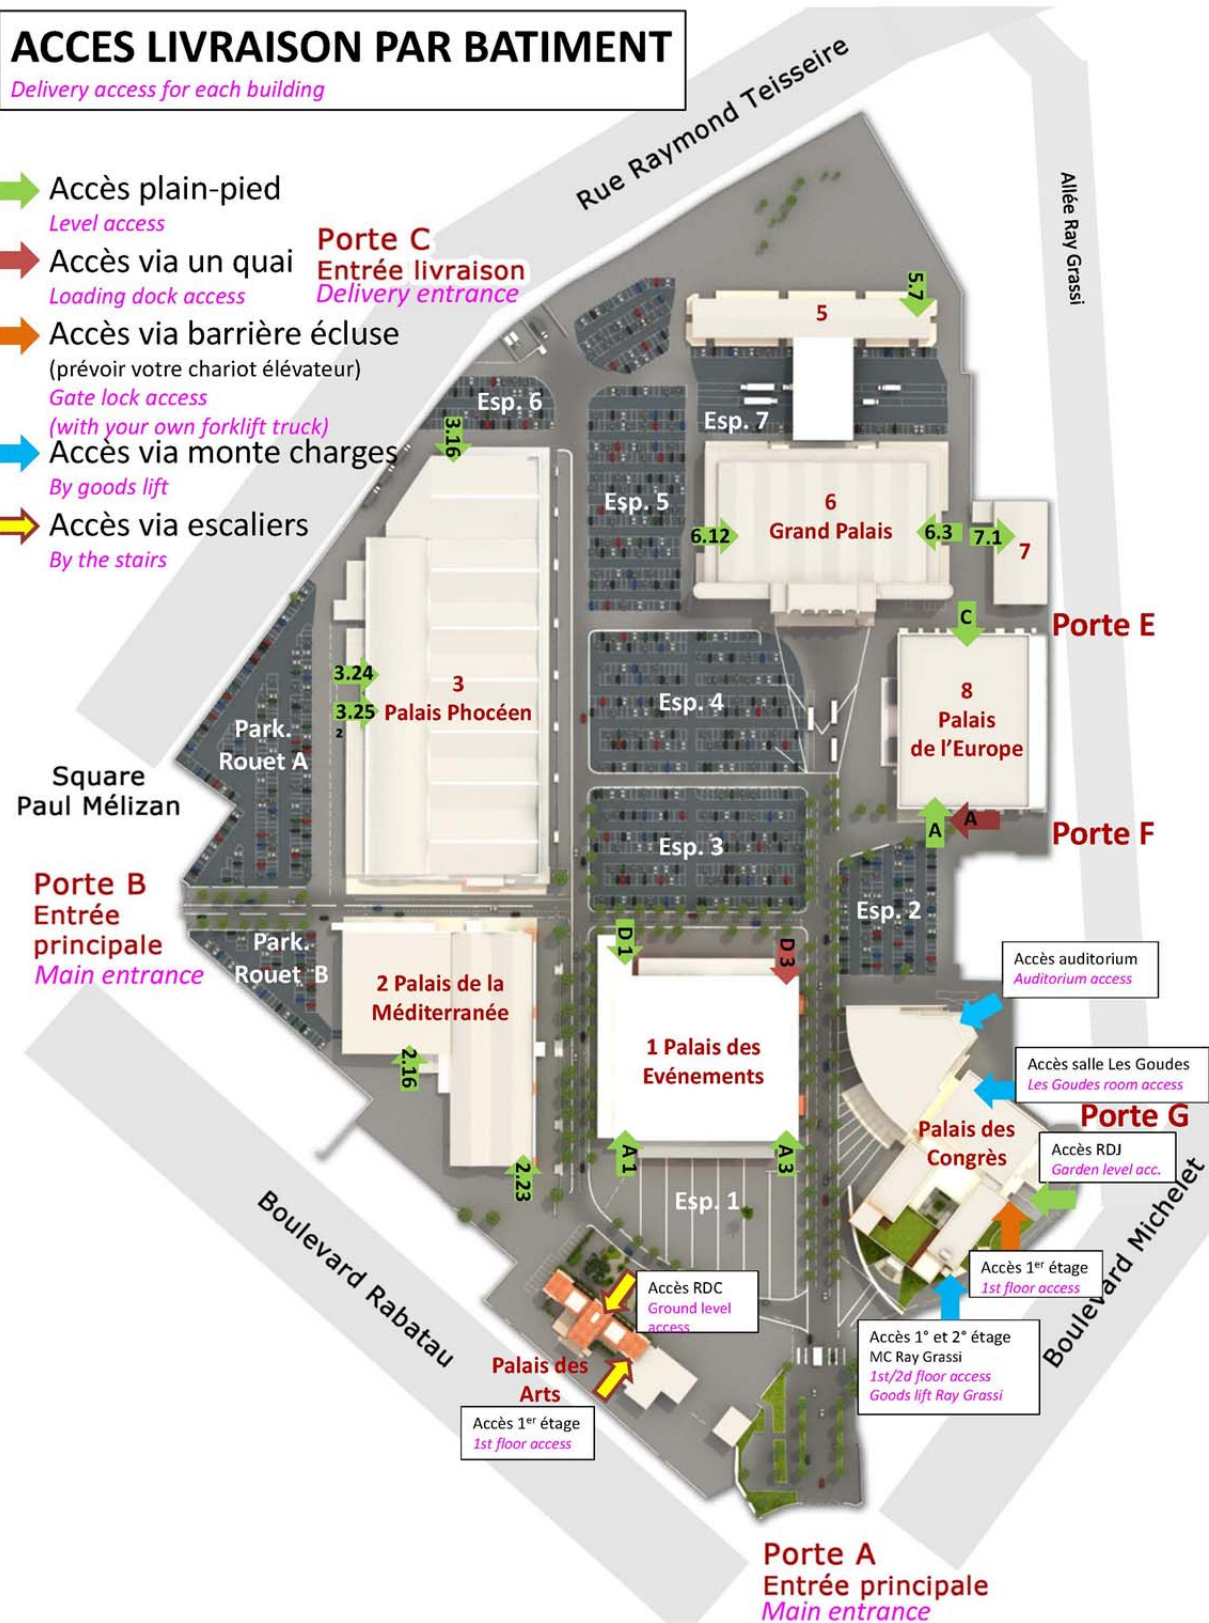 ACCES LIVRAISON PAR BATIMENT
Delivery access for each building
Rue Raymond Teisseire
Allée Ray Grassi
Accès plain-pied
Level access
Accès via un quai
Loading dock access
Accès via barrière écluse
(prévoir votre chariot élévateur)
Gate lock access
(with your own forklift truck)
Accès via monte charges
By goods lift
Accès via escaliers
By the stairs
Porte C
Entrée livraison
Delivery entrance
5.7
5
Esp. 6
3.16
Esp. 7
Esp. 5
6
Grand Palais
6.12
6.3
7.1
7
C
Porte E
3.24
3.25
2
3
Palais Phocéen
Esp. 4
8
Palais
de l'Europe
Park.
Rouet A
Square
Paul Mélizan
A
A
Porte F
Esp. 3
Esp. 2
Porte B
Entrée
principale
Main entrance
Park.
Rouet B
D 1
D 3
2 Palais de la
Méditerranée
2.16
2.23
1 Palais des
Evénements
A 1
A 3
Esp. 1
Accès auditorium
Auditorium access
Accès salle Les Goudes
Les Goudes room access
Porte G
Palais des
Congrès
Accès RDJ
Garden level acc.
Accès 1er étage
1st floor access
Accès 1° et 2° étage
MC Ray Grassi
1st/2d floor access
Goods lift Ray Grassi
Boulevard Michelet
Boulevard Rabatau
Accès RDC
Ground level
access
Palais des
Arts
Accès 1er étage
1st floor access
Porte A
Entrée principale
Main entrance